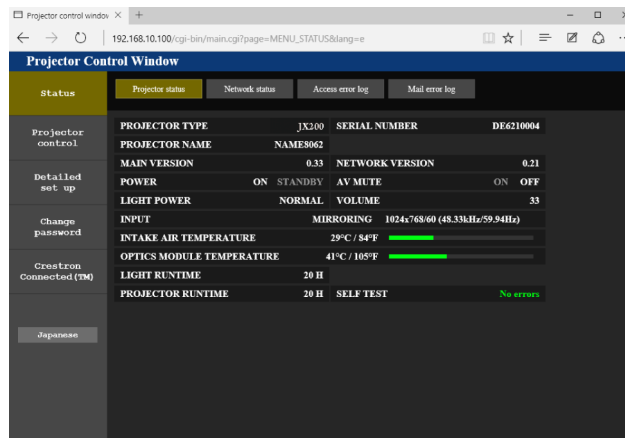 Projector control window
192.168.10.100/cgi-bin/main.cgi?page=MENU_STATUS&lang=e
Projector Control Window
Status
Projector status Network status Access error log Mail error log
Projector
control
Detailed
set up
Change
password
Crestron
Connected(TM)
Japanese
PROJECTOR TYPE JX200 SERIAL NUMBER DE6210004
PROJECTOR NAME NAME8062
MAIN VERSION 0.33 NETWORK VERSION 0.21
POWER ON STANDBY AV MUTE ON OFF
LIGHT POWER NORMAL VOLUME 33
INPUT MIRRORING 1024x768/60 (48.33kHz/59.94Hz)
INTAKE AIR TEMPERATURE 29°C / 84°F
OPTICS MODULE TEMPERATURE 41°C / 105°F
LIGHT RUNTIME 20 H
PROJECTOR RUNTIME 20 H SELF TEST No errors